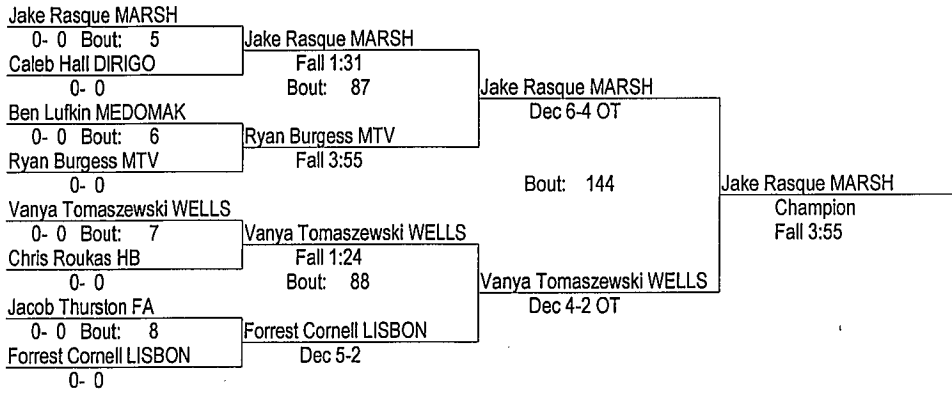 Jake Rasque MARSH
0- 0 Bout: 5
Caleb Hall DIRIGO
0- 0
Ben Lufkin MEDOMAK
0- 0 Bout: 6
Ryan Burgess MTV
0- 0
Vanya Tomaszewski WELLS
0- 0 Bout: 7
Chris Roukas HB
0- 0
Jacob Thurston FA
0- 0 Bout: 8
Forrest Cornell LISBON
0- 0
Jake Rasque MARSH
Fall 1:31
Bout: 87
Ryan Burgess MTV
Fall 3:55
Vanya Tomaszewski WELLS
Fall 1:24
Bout: 88
Forrest Cornell LISBON
Dec 5-2
Jake Rasque MARSH
Dec 6-4 OT
Bout: 144
Vanya Tomaszewski WELLS
Dec 4-2 OT
Jake Rasque MARSH
Champion
Fall 3:55